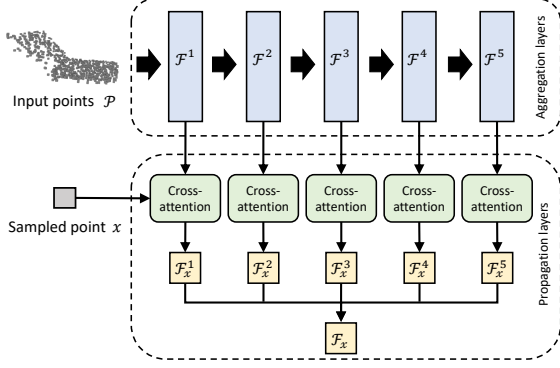 ℱ¹ ℱ² ℱ³ ℱ⁴ ℱ⁵
Aggregation layers
Input points 𝒫
Cross-attention Cross-attention Cross-attention Cross-attention Cross-attention
Sampled point x
ℱₓ¹ ℱₓ² ℱₓ³ ℱₓ⁴ ℱₓ⁵
Propagation layers
ℱₓ